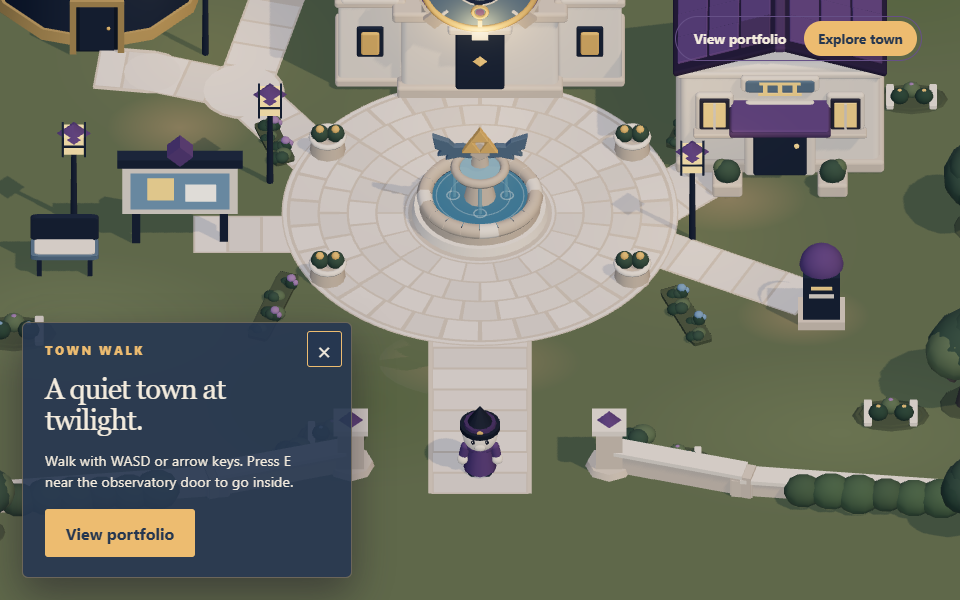 View portfolio
Explore town
TOWN WALK
×
A quiet town at
twilight.
Walk with WASD or arrow keys. Press E
near the observatory door to go inside.
View portfolio